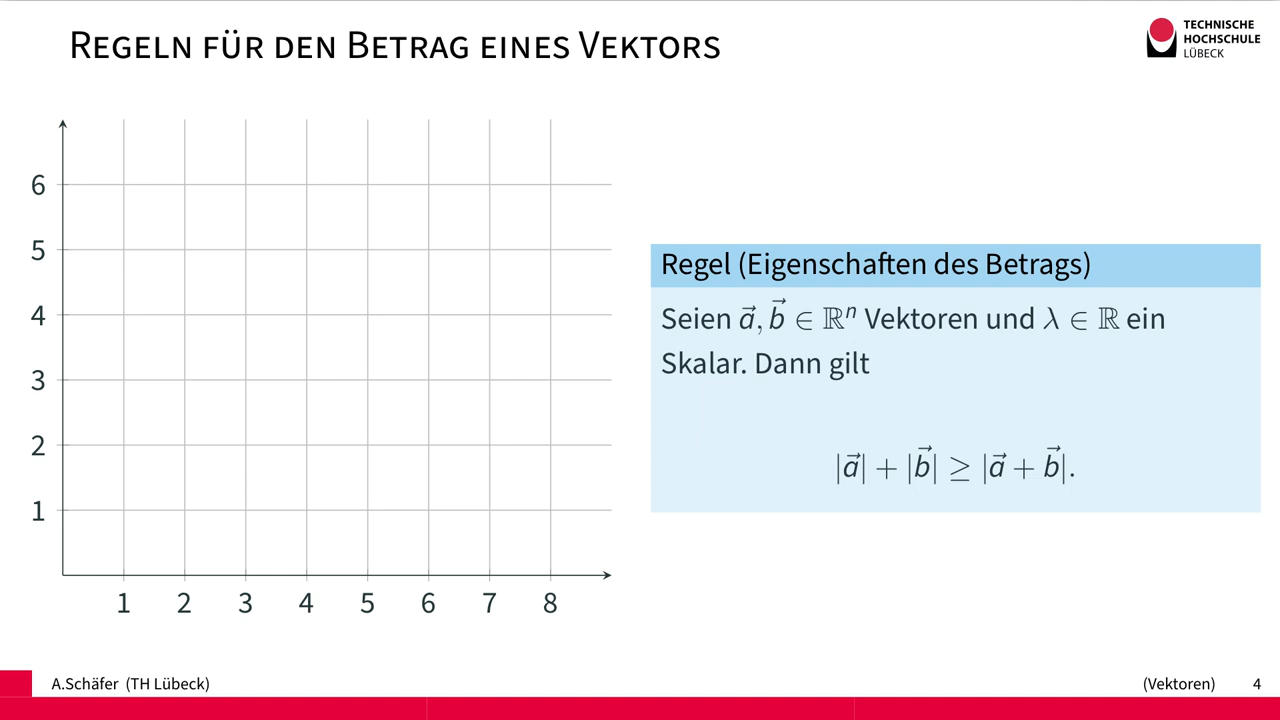 REGELN FÜR DEN BETRAG EINES VEKTORS
TECHNISCHE
HOCHSCHULE
LÜBECK
6
5
4
3
2
1
1 2 3 4 5 6 7 8
Regel (Eigenschaften des Betrags)
Seien a⃗, b⃗ ∈ ℝⁿ Vektoren und λ ∈ ℝ ein
Skalar. Dann gilt
|a⃗| + |b⃗| ≥ |a⃗ + b⃗|.
A.Schäfer (TH Lübeck)
(Vektoren) 4